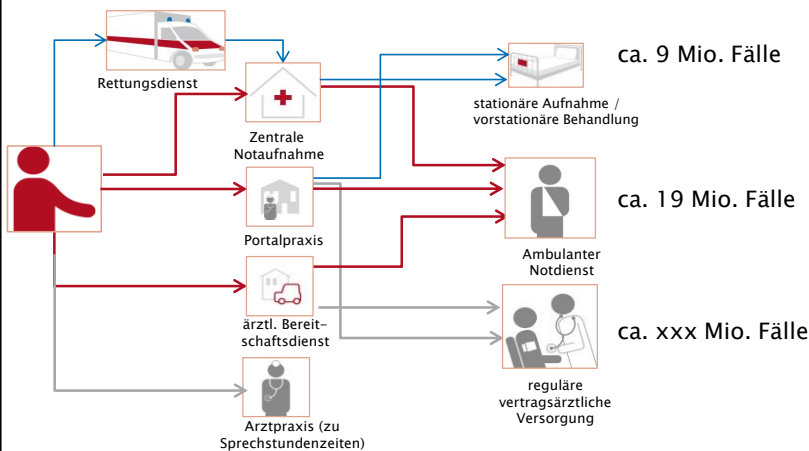 Rettungsdienst
ca. 9 Mio. Fälle
stationäre Aufnahme /
vorstationäre Behandlung
Zentrale
Notaufnahme
ca. 19 Mio. Fälle
Portalpraxis
Ambulanter
Notdienst
ärztl. Bereit-
schaftsdienst
ca. xxx Mio. Fälle
reguläre
vertragsärztliche
Versorgung
Arztpraxis (zu
Sprechstundenzeiten)